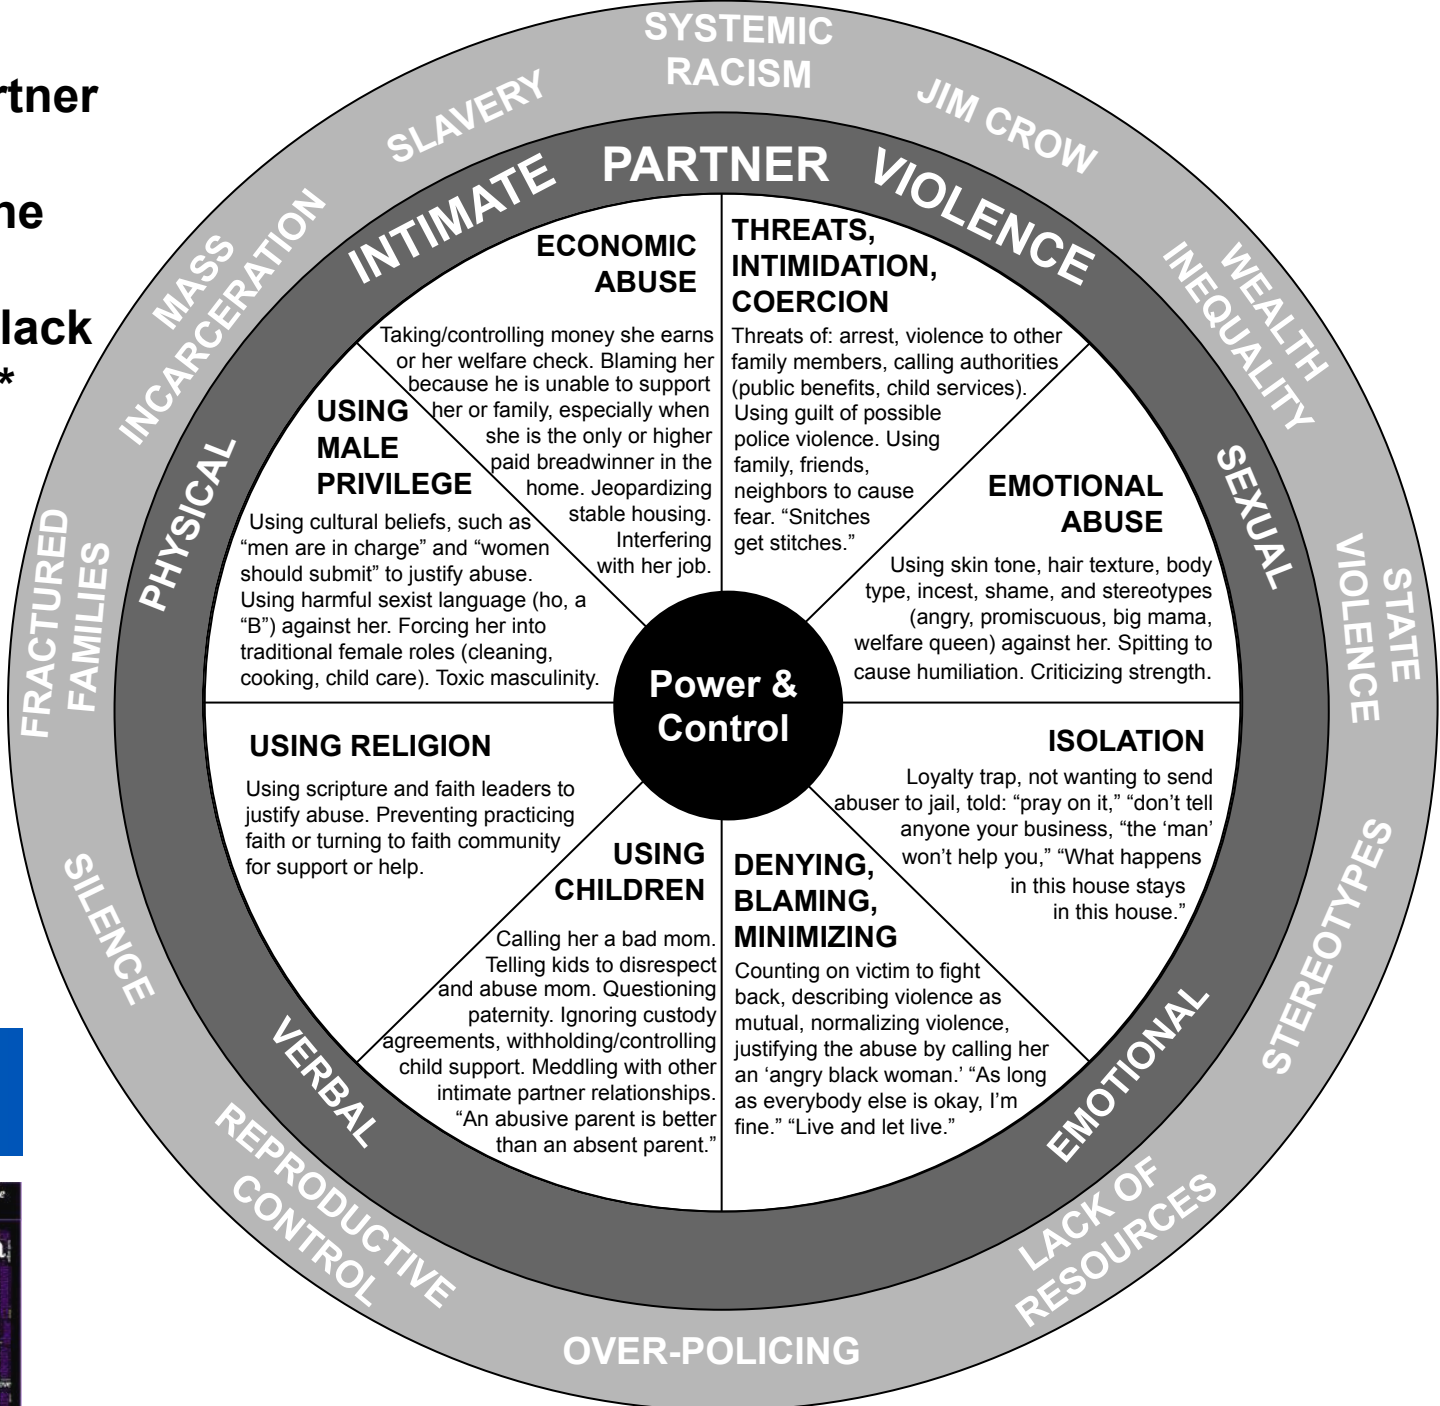 SYSTEMIC
RACISM
JIM CROW
WEALTH
INEQUALITY
STATE
VIOLENCE
STEREOTYPES
LACK OF
RESOURCES
OVER-POLICING
REPRODUCTIVE
CONTROL
SILENCE
FRACTURED
FAMILIES
MASS
INCARCERATION
SLAVERY
INTIMATE PARTNER VIOLENCE
SEXUAL
EMOTIONAL
VERBAL
PHYSICAL
THREATS,
INTIMIDATION,
COERCION
Threats of: arrest, violence to other
family members, calling authorities
(public benefits, child services).
Using guilt of possible
police violence. Using
family, friends,
neighbors to cause
fear. “Snitches
get stitches.”
EMOTIONAL
ABUSE
Using skin tone, hair texture, body
type, incest, shame, and stereotypes
(angry, promiscuous, big mama,
welfare queen) against her. Spitting to
cause humiliation. Criticizing strength.
ISOLATION
Loyalty trap, not wanting to send
abuser to jail, told: “pray on it,” “don’t tell
anyone your business, “the ‘man’
won’t help you,” “What happens
in this house stays
in this house.”
DENYING,
BLAMING,
MINIMIZING
Counting on victim to fight
back, describing violence as
mutual, normalizing violence,
justifying the abuse by calling her
an ‘angry black woman.’ “As long
as everybody else is okay, I’m
fine.” “Live and let live.”
USING
CHILDREN
Calling her a bad mom.
Telling kids to disrespect
and abuse mom. Questioning
paternity. Ignoring custody
agreements, withholding/controlling
child support. Meddling with other
intimate partner relationships.
“An abusive parent is better
than an absent parent.”
USING RELIGION
Using scripture and faith leaders to
justify abuse. Preventing practicing
faith or turning to faith community
for support or help.
USING
MALE
PRIVILEGE
Using cultural beliefs, such as
“men are in charge” and “women
should submit” to justify abuse.
Using harmful sexist language (ho, a
“B”) against her. Forcing her into
traditional female roles (cleaning,
cooking, child care). Toxic masculinity.
ECONOMIC
ABUSE
Taking/controlling money she earns
or her welfare check. Blaming her
because he is unable to support
her or family, especially when
she is the only or higher
paid breadwinner in the
home. Jeopardizing
stable housing.
Interfering
with her job.
Power &
Control
rtner
ne
lack
*